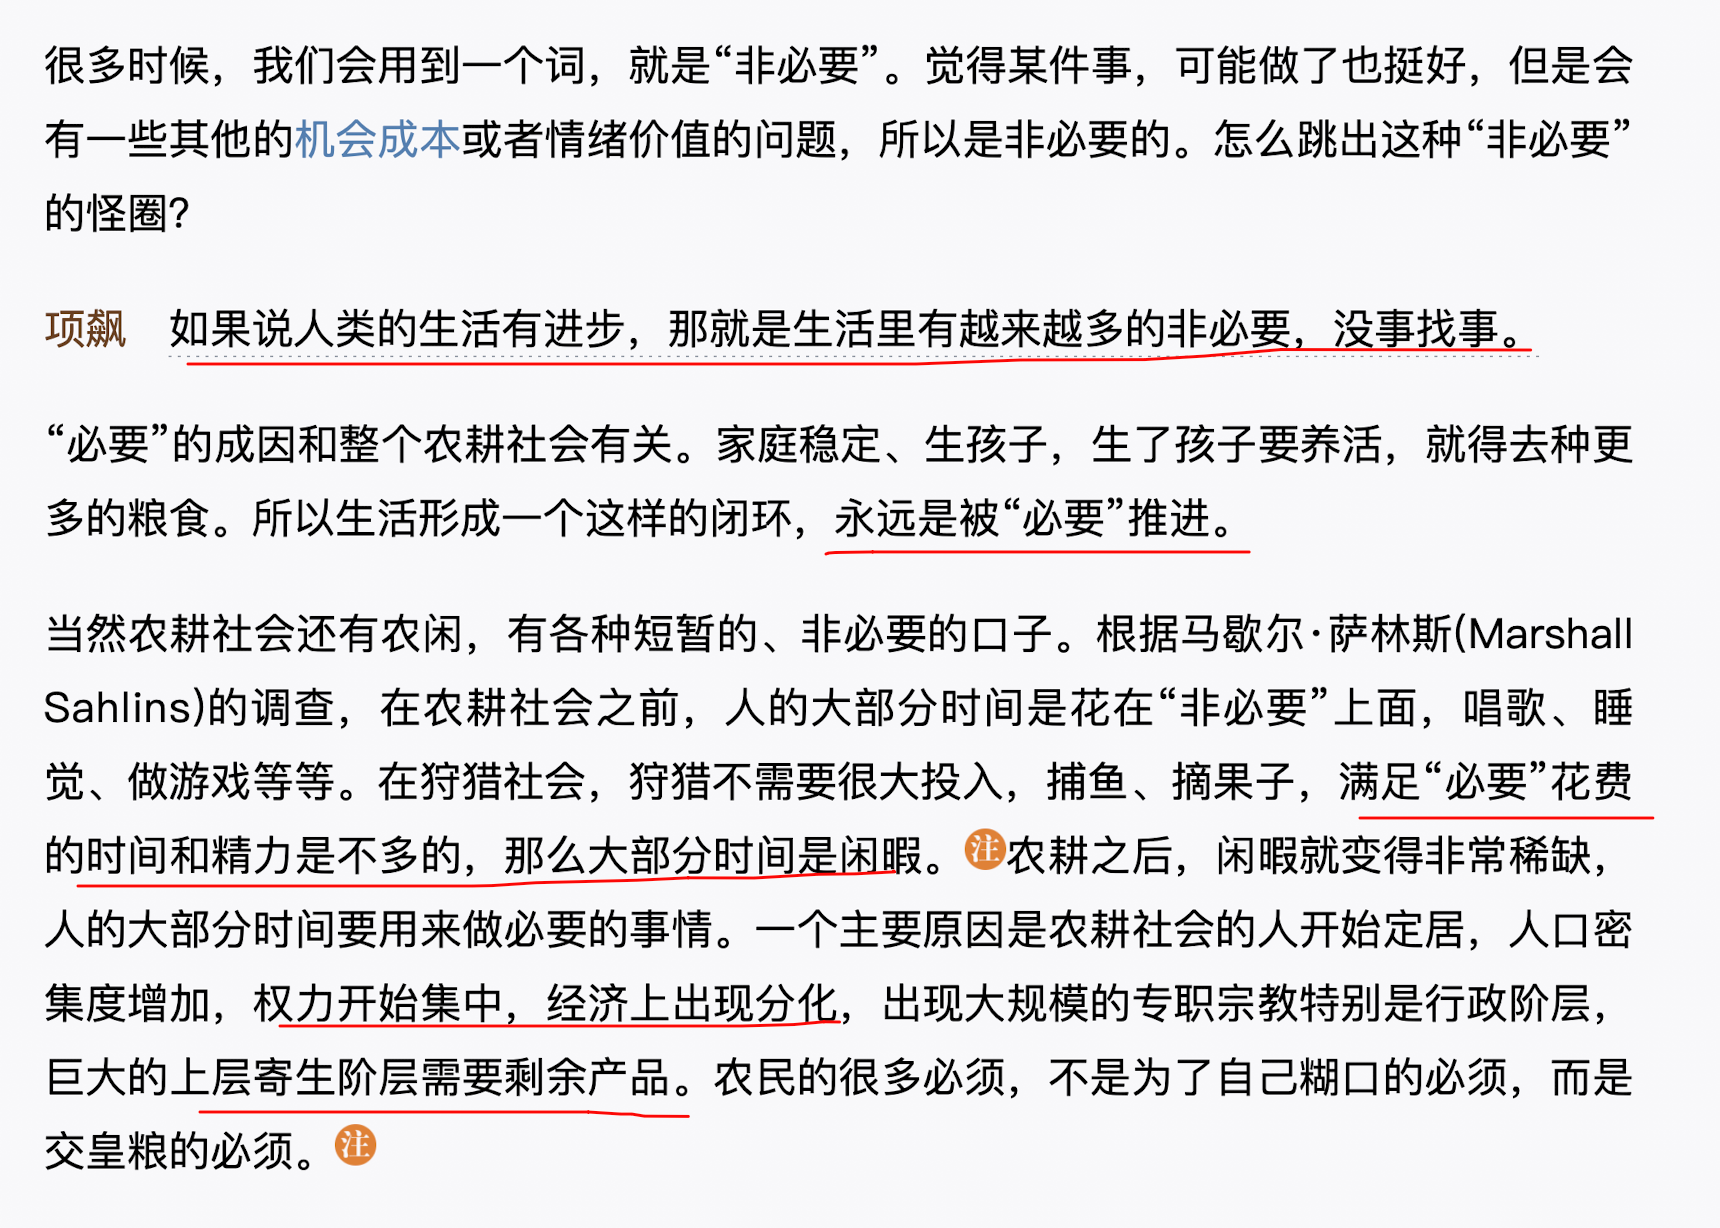 很多时候，我们会用到一个词，就是“非必要”。觉得某件事，可能做了也挺好，但是会
有一些其他的机会成本或者情绪价值的问题，所以是非必要的。怎么跳出这种“非必要”
的怪圈？
项飙 如果说人类的生活有进步，那就是生活里有越来越多的非必要，没事找事。
“必要”的成因和整个农耕社会有关。家庭稳定、生孩子，生了孩子要养活，就得去种更
多的粮食。所以生活形成一个这样的闭环，永远是被“必要”推进。
当然农耕社会还有农闲，有各种短暂的、非必要的口子。根据马歇尔·萨林斯(Marshall
Sahlins)的调查，在农耕社会之前，人的大部分时间是花在“非必要”上面，唱歌、睡
觉、做游戏等等。在狩猎社会，狩猎不需要很大投入，捕鱼、摘果子，满足“必要”花费
的时间和精力是不多的，那么大部分时间是闲暇。注农耕之后，闲暇就变得非常稀缺，
人的大部分时间要用来做必要的事情。一个主要原因是农耕社会的人开始定居，人口密
集度增加，权力开始集中，经济上出现分化，出现大规模的专职宗教特别是行政阶层，
巨大的上层寄生阶层需要剩余产品。农民的很多必须，不是为了自己糊口的必须，而是
交皇粮的必须。注